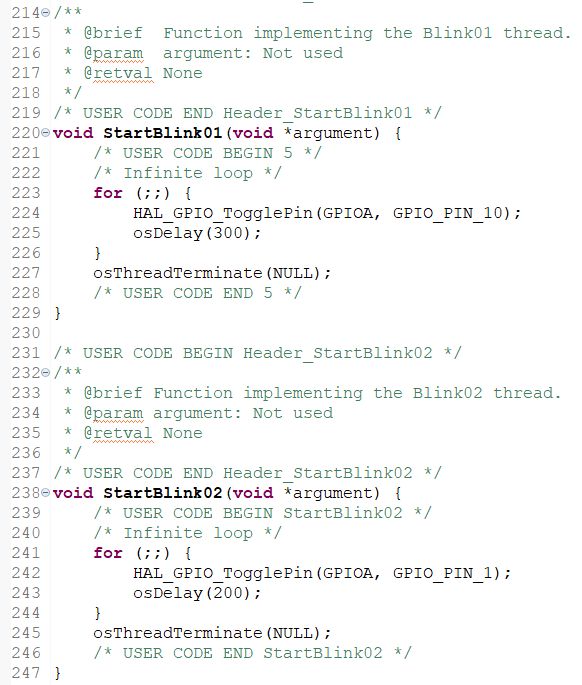 214 /**
215  * @brief  Function implementing the Blink01 thread.
216  * @param  argument: Not used
217  * @retval None
218  */
219 /* USER CODE END Header_StartBlink01 */
220 void StartBlink01(void *argument) {
221     /* USER CODE BEGIN 5 */
222     /* Infinite loop */
223     for (;;) {
224         HAL_GPIO_TogglePin(GPIOA, GPIO_PIN_10);
225         osDelay(300);
226     }
227     osThreadTerminate(NULL);
228     /* USER CODE END 5 */
229 }
230
231 /* USER CODE BEGIN Header_StartBlink02 */
232 /**
233  * @brief Function implementing the Blink02 thread.
234  * @param argument: Not used
235  * @retval None
236  */
237 /* USER CODE END Header_StartBlink02 */
238 void StartBlink02(void *argument) {
239     /* USER CODE BEGIN StartBlink02 */
240     /* Infinite loop */
241     for (;;) {
242         HAL_GPIO_TogglePin(GPIOA, GPIO_PIN_1);
243         osDelay(200);
244     }
245     osThreadTerminate(NULL);
246     /* USER CODE END StartBlink02 */
247 }